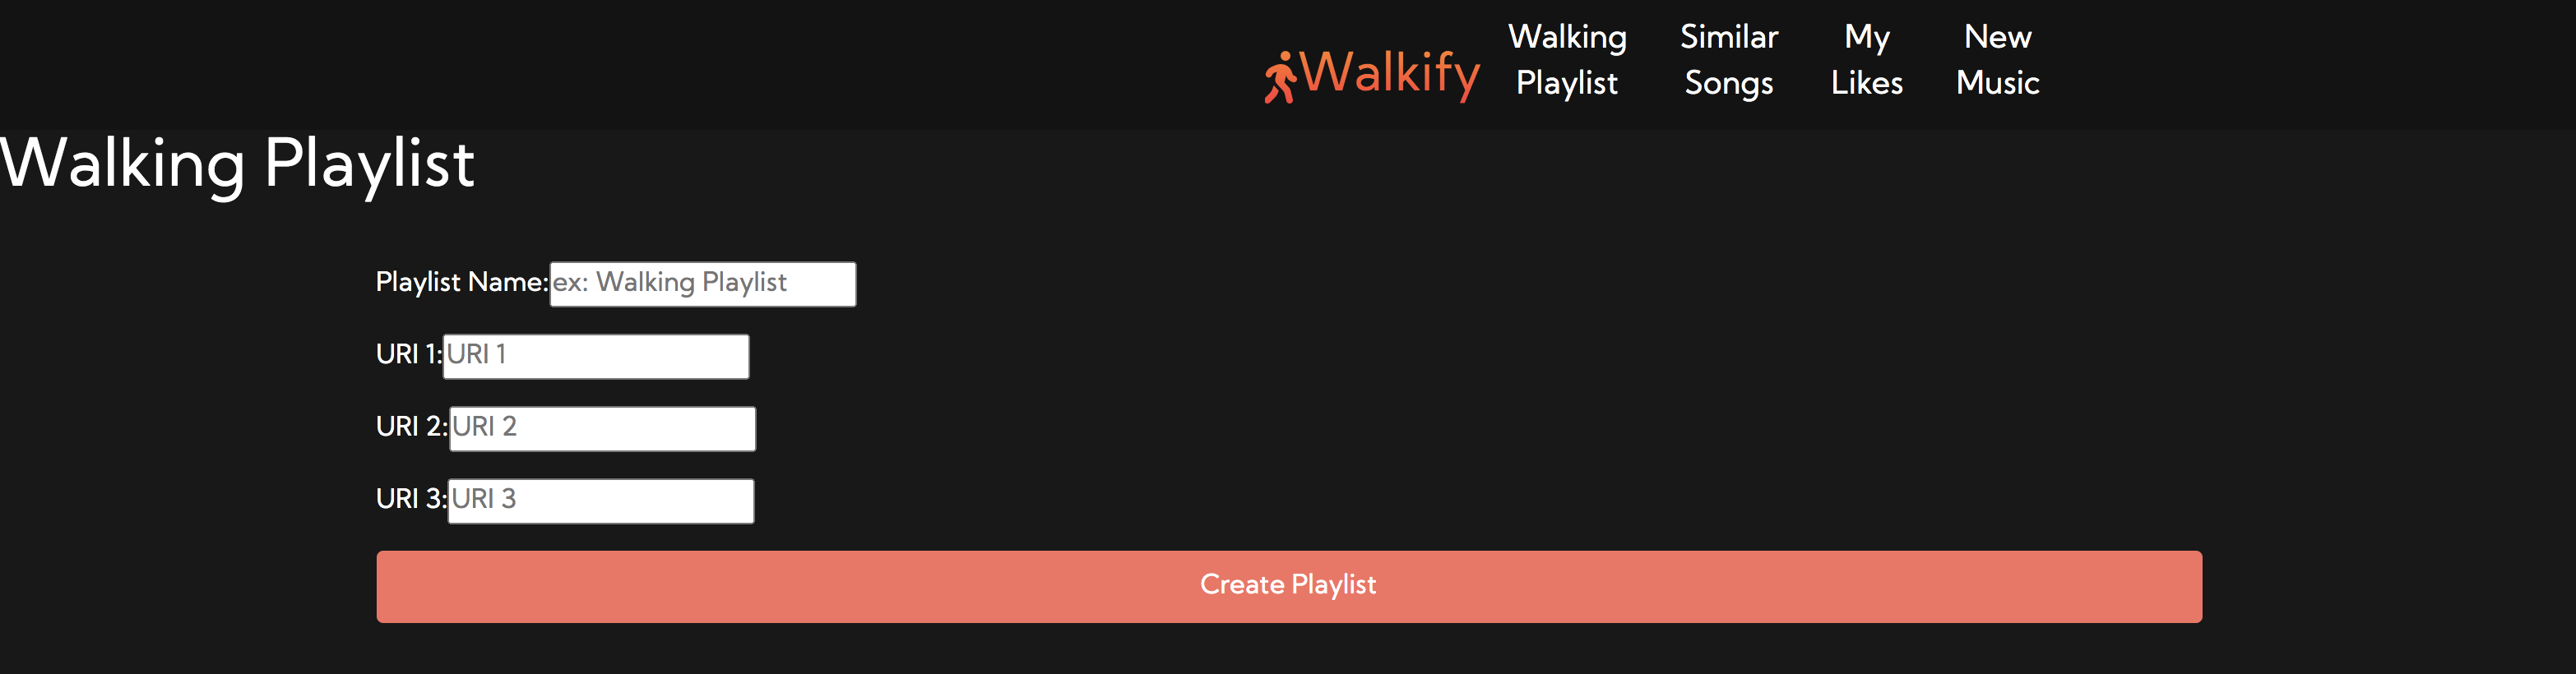 Walkify
Walking
Playlist
Similar
Songs
My
Likes
New
Music
Walking Playlist
Playlist Name: ex: Walking Playlist
URI 1: URI 1
URI 2: URI 2
URI 3: URI 3
Create Playlist